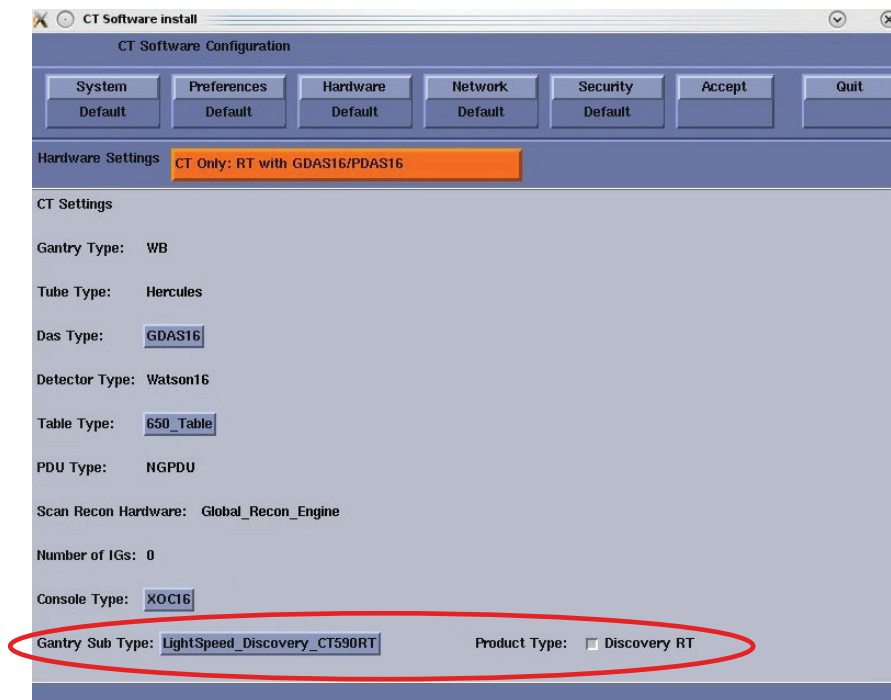 CT Software install
CT Software Configuration
System Preferences Hardware Network Security Accept Quit
Default Default Default Default Default
Hardware Settings CT Only: RT with GDAS16/PDAS16
CT Settings
Gantry Type: WB
Tube Type: Hercules
Das Type: GDAS16
Detector Type: Watson16
Table Type: 650_Table
PDU Type: NGPDU
Scan Recon Hardware: Global_Recon_Engine
Number of IGs: 0
Console Type: XOC16
Gantry Sub Type: LightSpeed_Discovery_CT590RT Product Type: Discovery RT